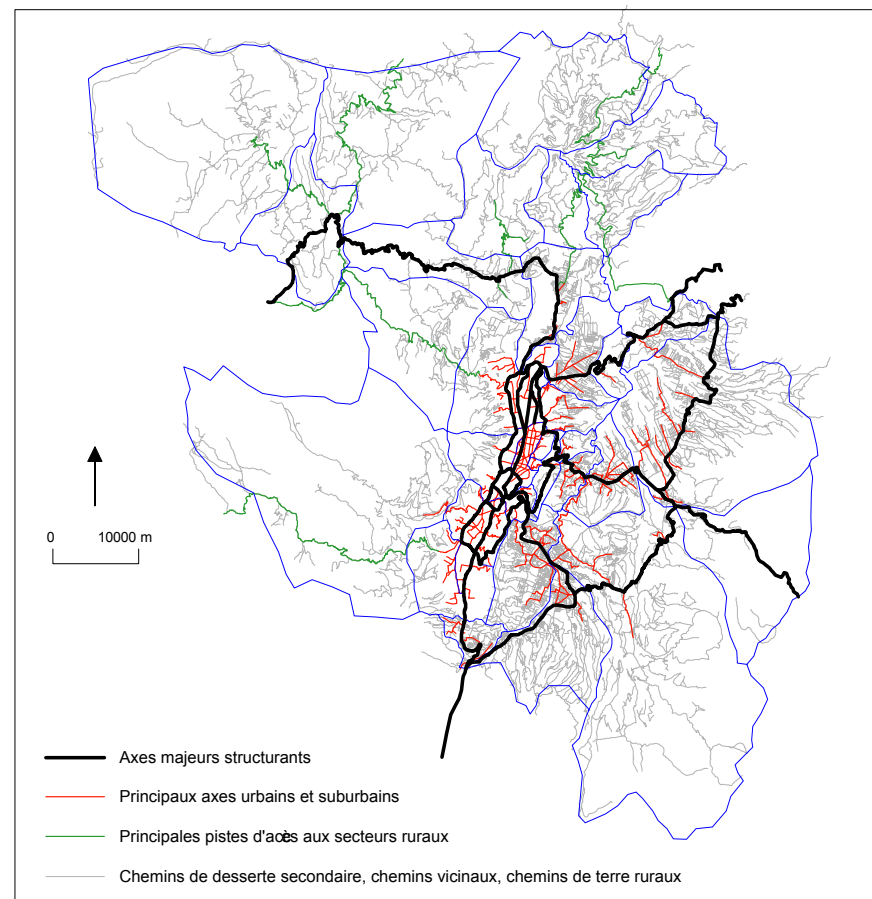 0 10000 m
Axes majeurs structurants
Principaux axes urbains et suburbains
Principales pistes d'accès aux secteurs ruraux
Chemins de desserte secondaire, chemins vicinaux, chemins de terre ruraux